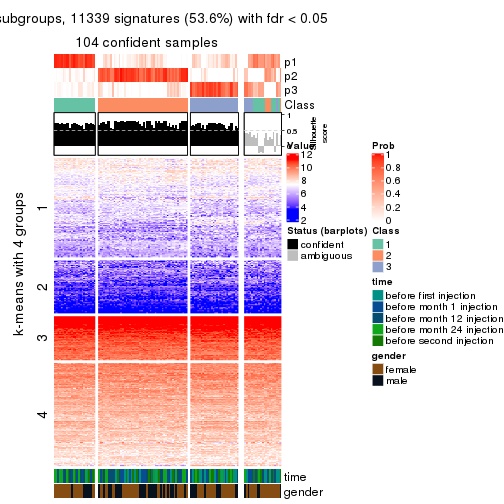 subgroups, 11339 signatures (53.6%) with fdr < 0.05
104 confident samples
p1
p2
p3
Class
1
0.5
0
Silhouette
score
k-means with 4 groups
1
2
3
4
time
gender
Value
12
10
8
6
4
2
Prob
1
0.8
0.6
0.4
0.2
0
Status (barplots)
confident
ambiguous
Class
1
2
3
time
before first injection
before month 1 injection
before month 12 injection
before month 24 injection
before second injection
gender
female
male